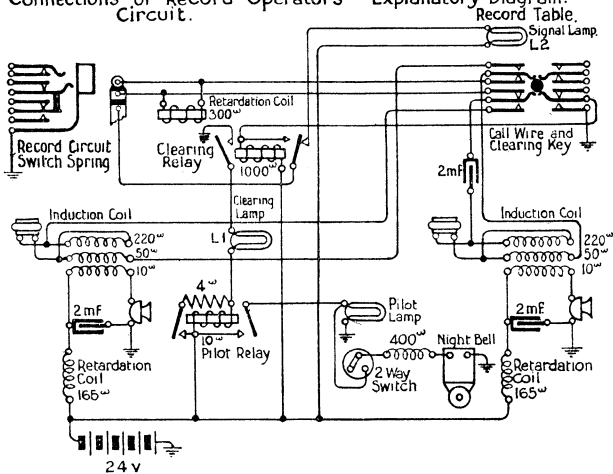 Connections of Record Operators' Explanatory Diagram.
Circuit.
Record Table.
Signal Lamp.
L2
Retardation Coil
300ω
Record Circuit
Switch Spring
Clearing
Relay
1000ω
Call Wire and
Clearing Key
2mF
Clearing
Lamp
L1
Induction Coil
220ω
50ω
10ω
Induction Coil
220ω
50ω
10ω
2mF
4ω
10ω
Pilot Relay
Pilot
Lamp
400ω
Night Bell
2 Way
Switch
2mF.
Retardation
Coil
165ω
Retardation
Coil
165ω
24v